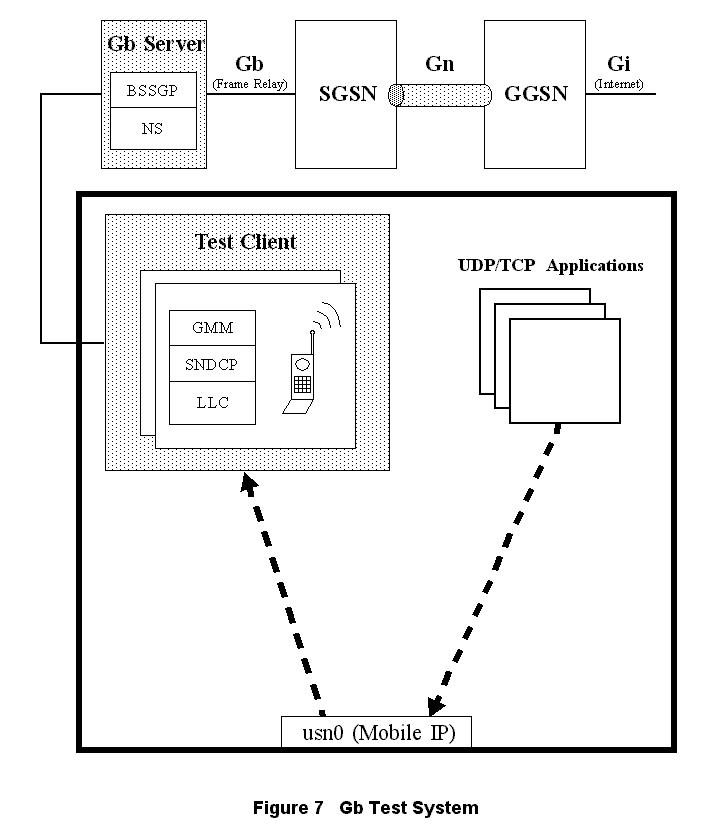 Gb Server
BSSGP
NS
Gb
(Frame Relay)
SGSN
Gn
GGSN
Gi
(Internet)
Test Client
GMM
SNDCP
LLC
UDP/TCP Applications
usn0 (Mobile IP)
Figure 7 Gb Test System